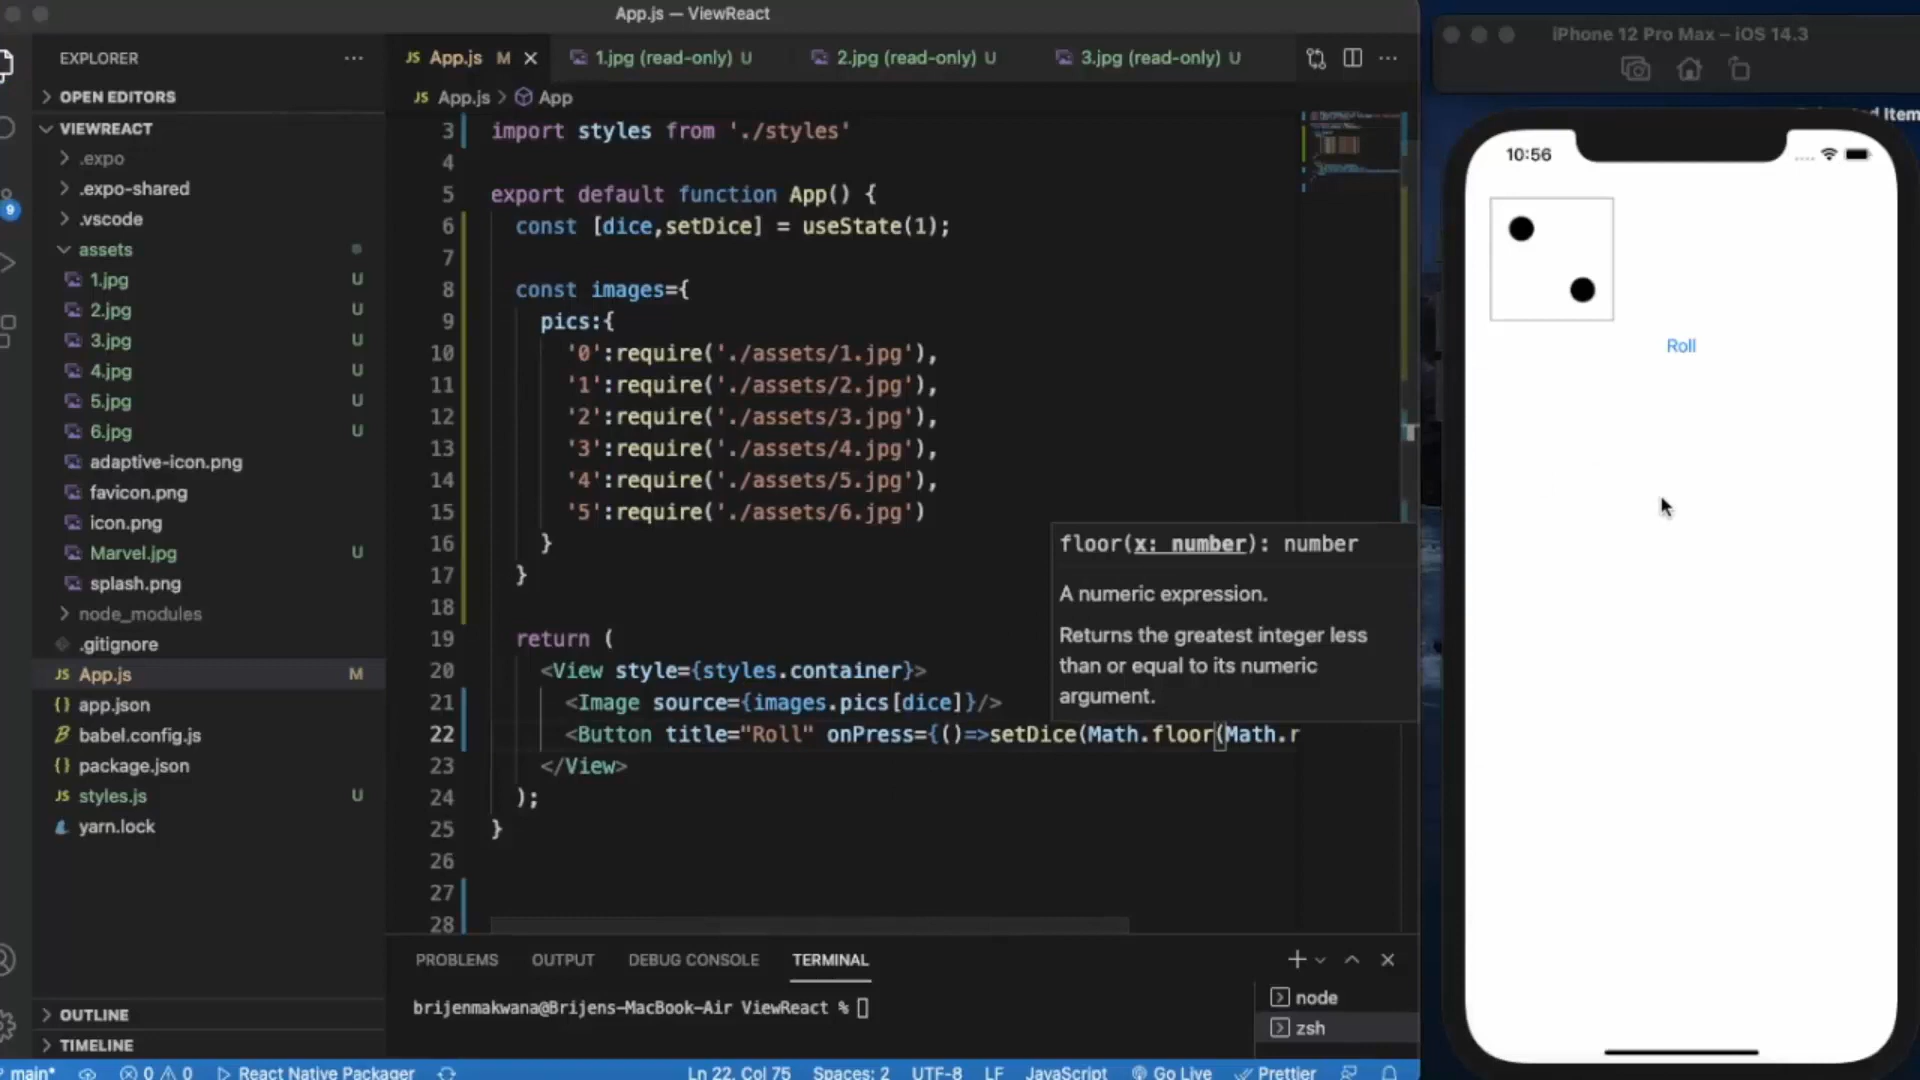 App.js — ViewReact
EXPLORER
OPEN EDITORS
VIEWREACT
.expo
.expo-shared
.vscode
assets
1.jpg U
2.jpg U
3.jpg U
4.jpg U
5.jpg U
6.jpg U
adaptive-icon.png
favicon.png
icon.png
Marvel.jpg U
splash.png
node_modules
.gitignore
JS App.js M
{} app.json
babel.config.js
{} package.json
JS styles.js U
yarn.lock
OUTLINE
TIMELINE
9
JS App.js M
1.jpg (read-only) U
2.jpg (read-only) U
3.jpg (read-only) U
JS App.js > App
3 import styles from './styles'
4
5 export default function App() {
6 const [dice,setDice] = useState(1);
7
8 const images={
9 pics:{
10 '0':require('./assets/1.jpg'),
11 '1':require('./assets/2.jpg'),
12 '2':require('./assets/3.jpg'),
13 '3':require('./assets/4.jpg'),
14 '4':require('./assets/5.jpg'),
15 '5':require('./assets/6.jpg')
16 }
17 }
18
19 return (
20 <View style={styles.container}>
21 <Image source={images.pics[dice]}/>
22 <Button title="Roll" onPress={()=>setDice(Math.floor(Math.r
23 </View>
24 );
25 }
26
27
28
floor(x: number): number
A numeric expression.
Returns the greatest integer less
than or equal to its numeric
argument.
PROBLEMS OUTPUT DEBUG CONSOLE TERMINAL
brijenmakwana@Brijens-MacBook-Air ViewReact %
node
zsh
main* 0 0 React Native Packager Ln 22, Col 75 Spaces: 2 UTF-8 LF JavaScript Go Live Prettier
iPhone 12 Pro Max – iOS 14.3
10:56
Roll